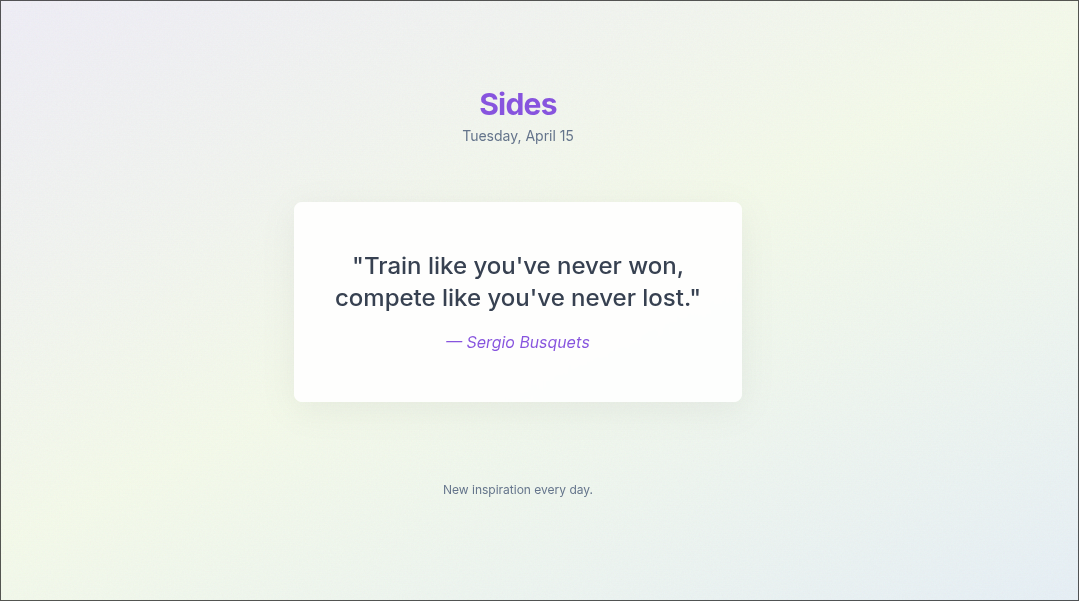 Sides
Tuesday, April 15
"Train like you've never won,
compete like you've never lost."
— Sergio Busquets
New inspiration every day.